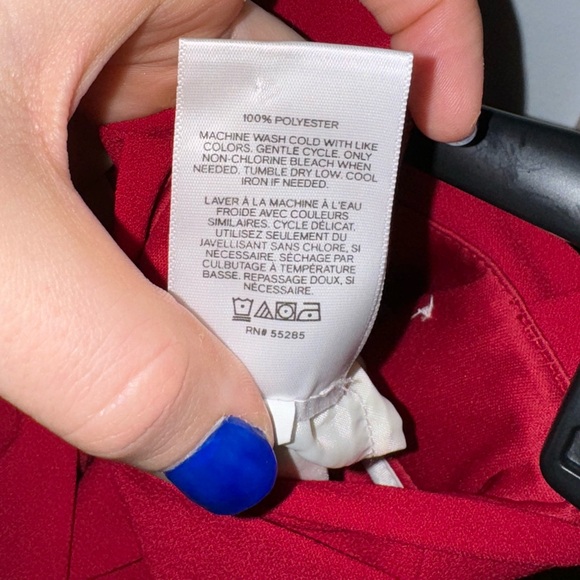 100% POLYESTER
MACHINE WASH COLD WITH LIKE
COLORS. GENTLE CYCLE. ONLY
NON-CHLORINE BLEACH WHEN
NEEDED. TUMBLE DRY LOW. COOL
IRON IF NEEDED.
LAVER À LA MACHINE À L'EAU
FROIDE AVEC COULEURS
SIMILAIRES. CYCLE DÉLICAT.
UTILISEZ SEULEMENT DU
JAVELLISANT SANS CHLORE, SI
NECESSAIRE. SÉCHAGE PAR
CULBUTAGE À TEMPÉRATURE
BASSE. REPASSAGE DOUX, SI
NÉCESSAIRE.
RN# 55285